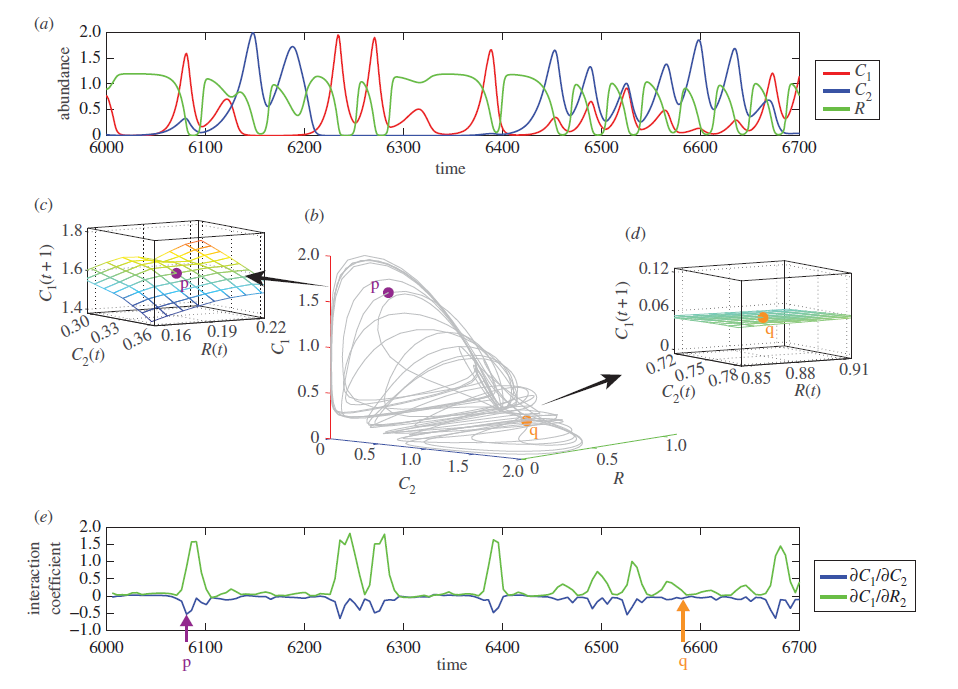 (a)
abundance
2.0
1.5
1.0
0.5
0
6000 6100 6200 6300 6400 6500 6600 6700
time
C1
C2
R
(c)
C1(t + 1)
1.8
1.6
1.4
0.30 0.33 0.36 0.16 0.19 0.22
C2(t)
R(t)
p
(b)
C1
2.0
1.5
1.0
0.5
0
p
q
0 0.5 1.0 1.5 2.0
C2
0 0.5 1.0
R
(d)
C1(t + 1)
0.12
0.06
0
q
0.72 0.75 0.78 0.85 0.88 0.91
C2(t)
R(t)
(e)
interaction
coefficient
2.0
1.5
1.0
0.5
0
−0.5
−1.0
6000 6100 6200 6300 6400 6500 6600 6700
p
time
q
∂C1/∂C2
∂C1/∂R2